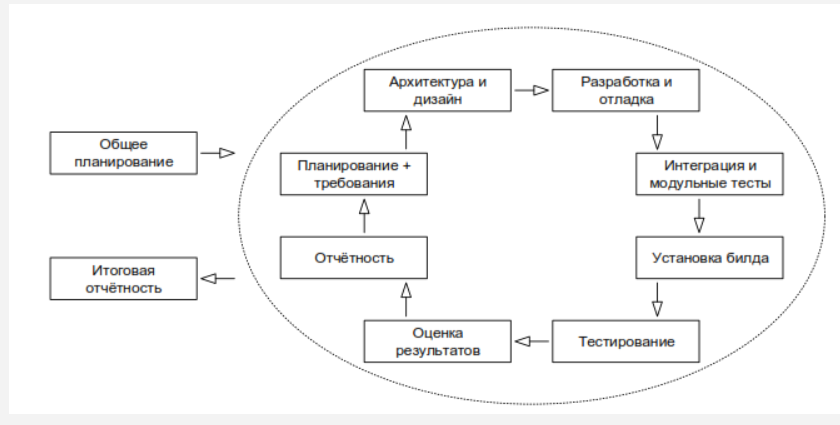 Общее
планирование
Итоговая
отчётность
Архитектура и
дизайн
Разработка и
отладка
Интеграция и
модульные тесты
Установка билда
Тестирование
Оценка
результатов
Отчётность
Планирование +
требования